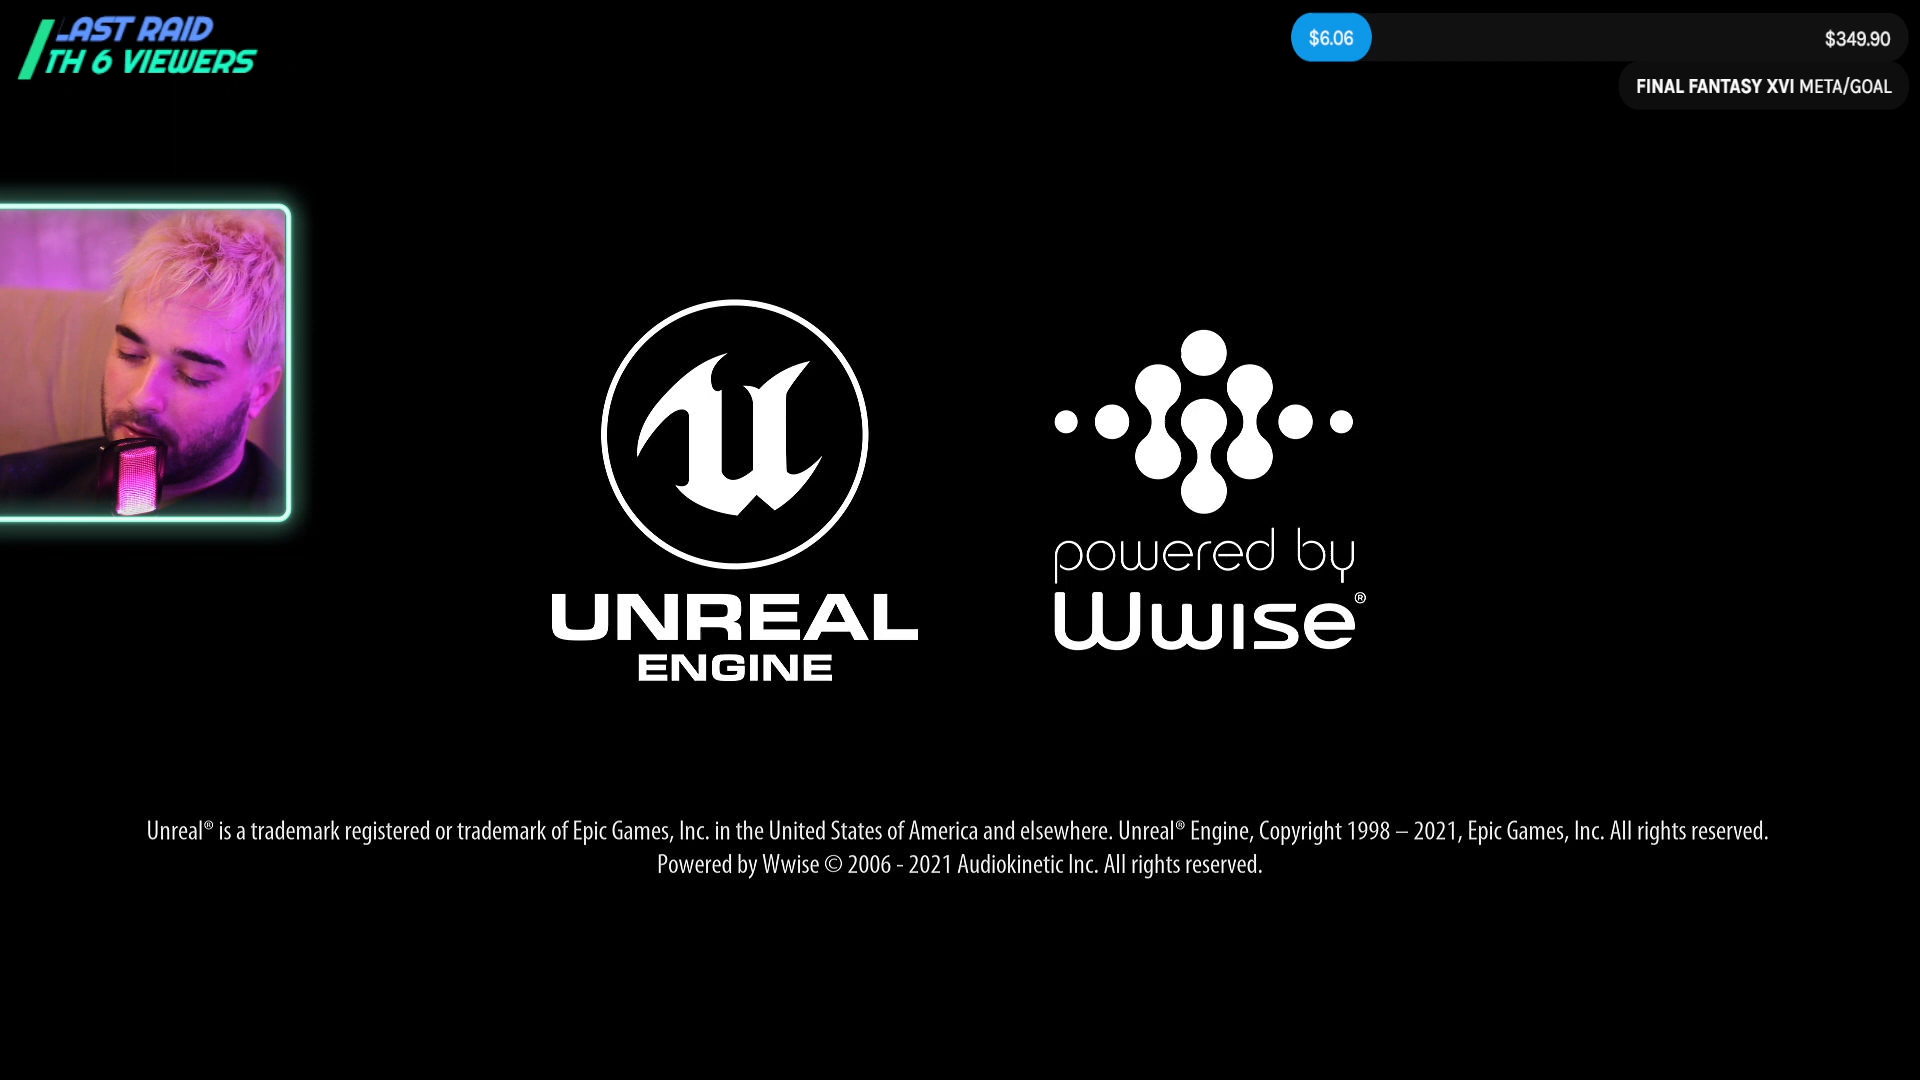 LAST RAID
TH 6 VIEWERS
$6.06
$349.90
FINAL FANTASY XVI META/GOAL
UNREAL
ENGINE
powered by
Wwise®
Unreal® is a trademark registered or trademark of Epic Games, Inc. in the United States of America and elsewhere. Unreal® Engine, Copyright 1998 – 2021, Epic Games, Inc. All rights reserved.
Powered by Wwise © 2006 - 2021 Audiokinetic Inc. All rights reserved.